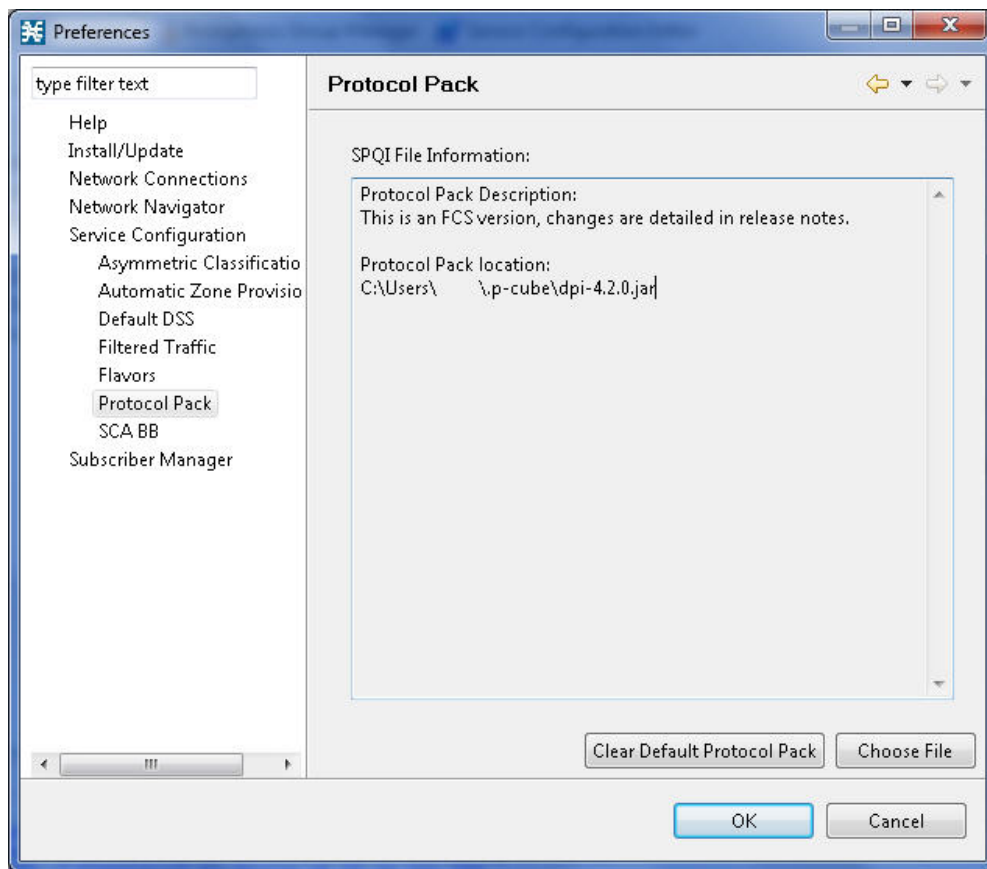 Preferences
type filter text
Help
Install/Update
Network Connections
Network Navigator
Service Configuration
Asymmetric Classificatio
Automatic Zone Provisio
Default DSS
Filtered Traffic
Flavors
Protocol Pack
SCA BB
Subscriber Manager
Protocol Pack
SPQI File Information:
Protocol Pack Description:
This is an FCS version, changes are detailed in release notes.
Protocol Pack location:
C:\Users\ \.p-cube\dpi-4.2.0.jar
Clear Default Protocol Pack
Choose File
OK
Cancel